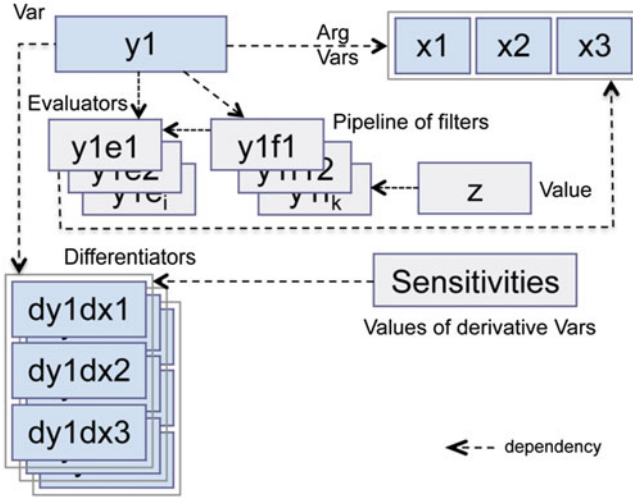 Var
y1
Arg
Vars
x1
x2
x3
Evaluators
Pipeline of filters
y1e1
y1e2
y1f1
z
Value
Differentiators
dy1dx1
dy1dx2
dy1dx3
Sensitivities
Values of derivative Vars
dependency